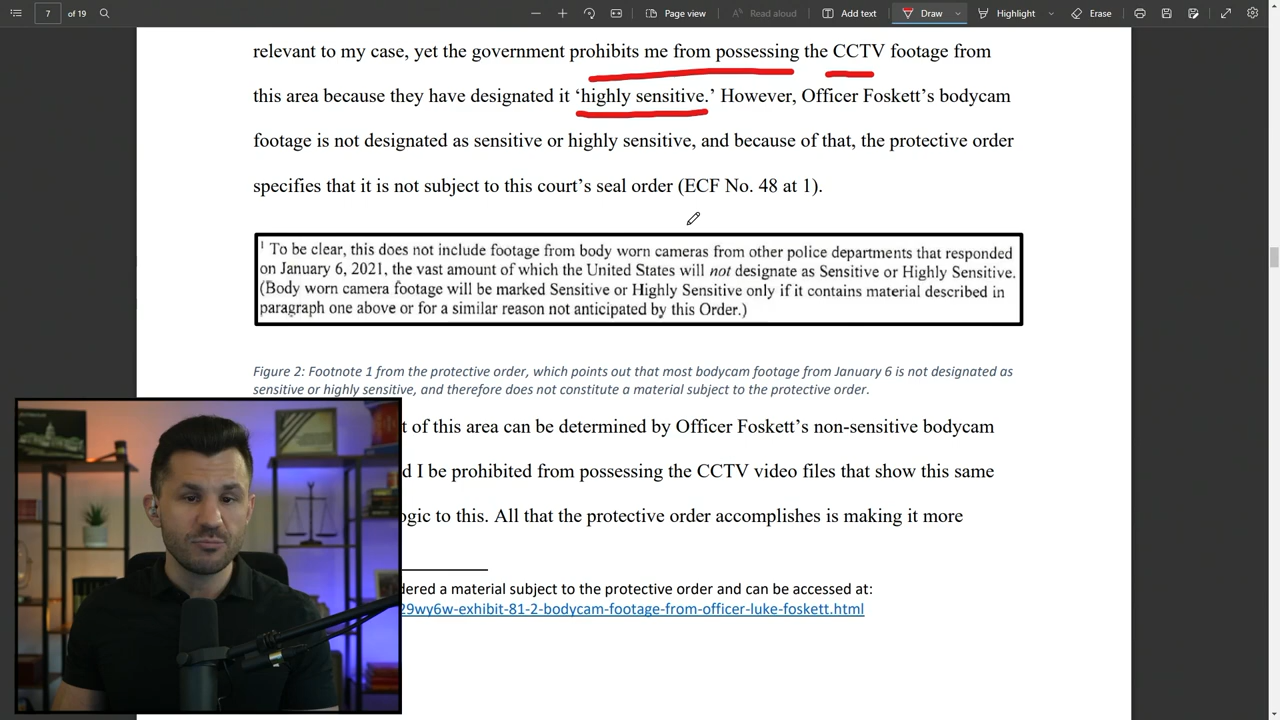 7 of 19 Page view Read aloud Add text Draw Highlight Erase
relevant to my case, yet the government prohibits me from possessing the CCTV footage from
this area because they have designated it ‘highly sensitive.’ However, Officer Foskett’s bodycam
footage is not designated as sensitive or highly sensitive, and because of that, the protective order
specifies that it is not subject to this court’s seal order (ECF No. 48 at 1).
1 To be clear, this does not include footage from body worn cameras from other police departments that responded
on January 6, 2021, the vast amount of which the United States will not designate as Sensitive or Highly Sensitive.
(Body worn camera footage will be marked Sensitive or Highly Sensitive only if it contains material described in
paragraph one above or for a similar reason not anticipated by this Order.)
Figure 2: Footnote 1 from the protective order, which points out that most bodycam footage from January 6 is not designated as
sensitive or highly sensitive, and therefore does not constitute a material subject to the protective order.
t of this area can be determined by Officer Foskett’s non-sensitive bodycam
d I be prohibited from possessing the CCTV video files that show this same
ogic to this. All that the protective order accomplishes is making it more
dered a material subject to the protective order and can be accessed at:
29wy6w-exhibit-81-2-bodycam-footage-from-officer-luke-foskett.html